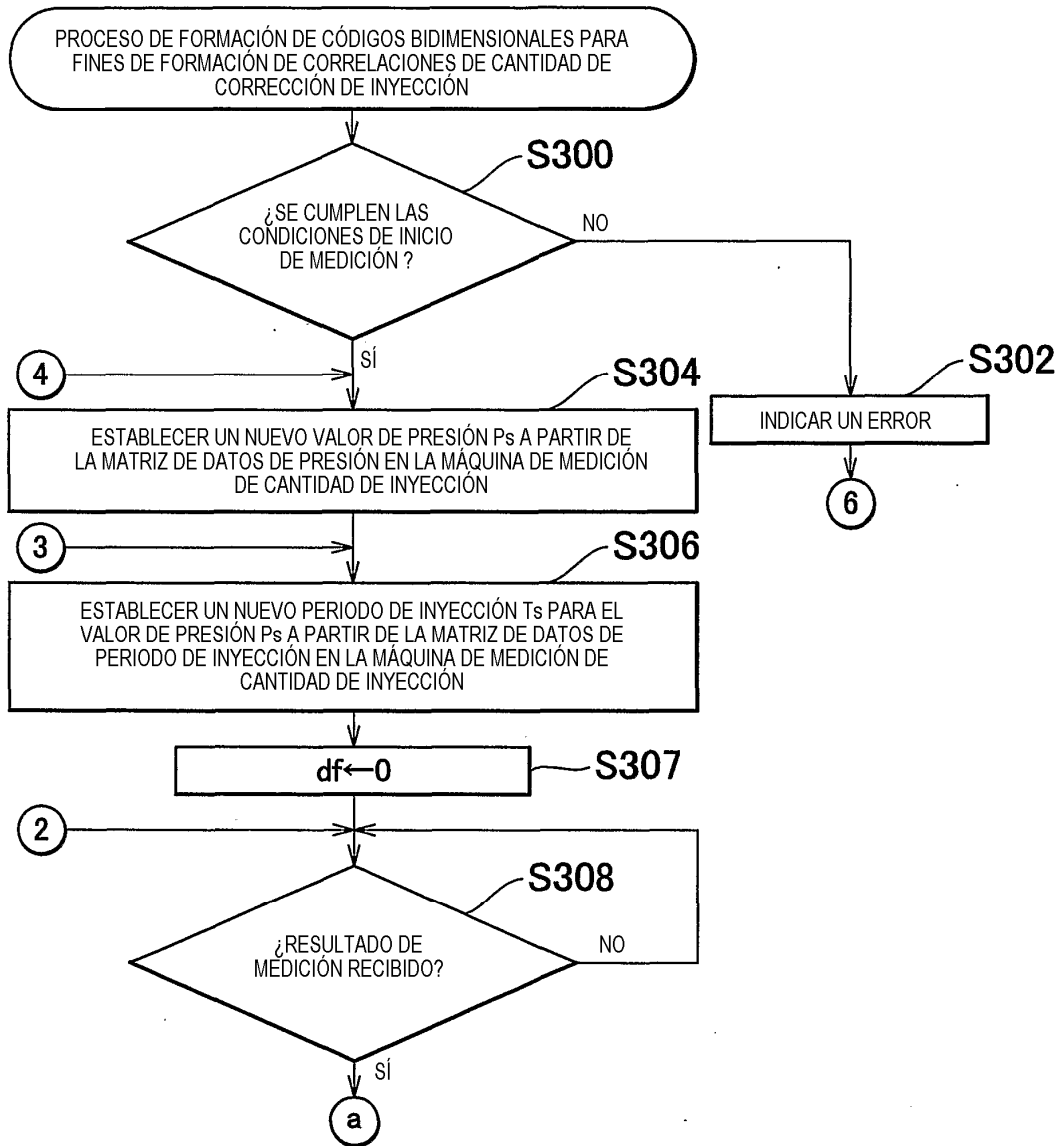 PROCESO DE FORMACIÓN DE CÓDIGOS BIDIMENSIONALES PARA
FINES DE FORMACIÓN DE CORRELACIONES DE CANTIDAD DE
CORRECCIÓN DE INYECCIÓN
S300
¿SE CUMPLEN LAS
CONDICIONES DE INICIO
DE MEDICIÓN ?
NO
SÍ
4
S304
S302
ESTABLECER UN NUEVO VALOR DE PRESIÓN Ps A PARTIR DE
LA MATRIZ DE DATOS DE PRESIÓN EN LA MÁQUINA DE MEDICIÓN
DE CANTIDAD DE INYECCIÓN
INDICAR UN ERROR
6
3
S306
ESTABLECER UN NUEVO PERIODO DE INYECCIÓN Ts PARA EL
VALOR DE PRESIÓN Ps A PARTIR DE LA MATRIZ DE DATOS DE
PERIODO DE INYECCIÓN EN LA MÁQUINA DE MEDICIÓN DE
CANTIDAD DE INYECCIÓN
df←0
S307
2
S308
¿RESULTADO DE
MEDICIÓN RECIBIDO?
NO
SÍ
a